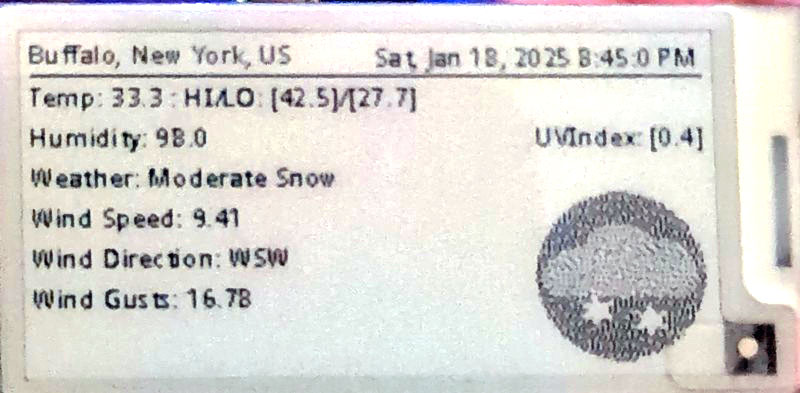 Buffalo, New York, US Sat, Jan 18, 2025 8:45:0 PM
Temp: 33.3 : HI/LO: [42.5]/[27.7]
Humidity: 98.0 UVIndex: [0.4]
Weather: Moderate Snow
Wind Speed: 9.41
Wind Direction: WSW
Wind Gusts: 16.78